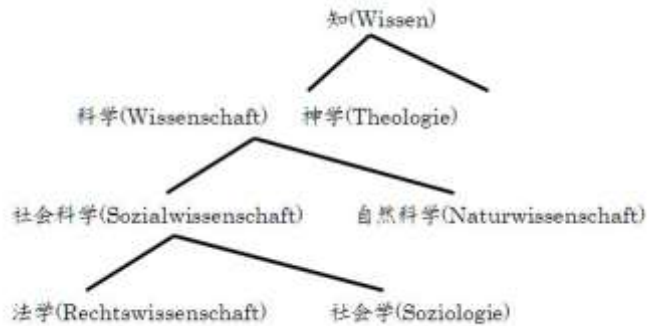 知(Wissen)
科学(Wissenschaft) 神学(Theologie)
社会科学(Sozialwissenschaft) 自然科学(Naturwissenschaft)
法学(Rechtswissenschaft) 社会学(Soziologie)